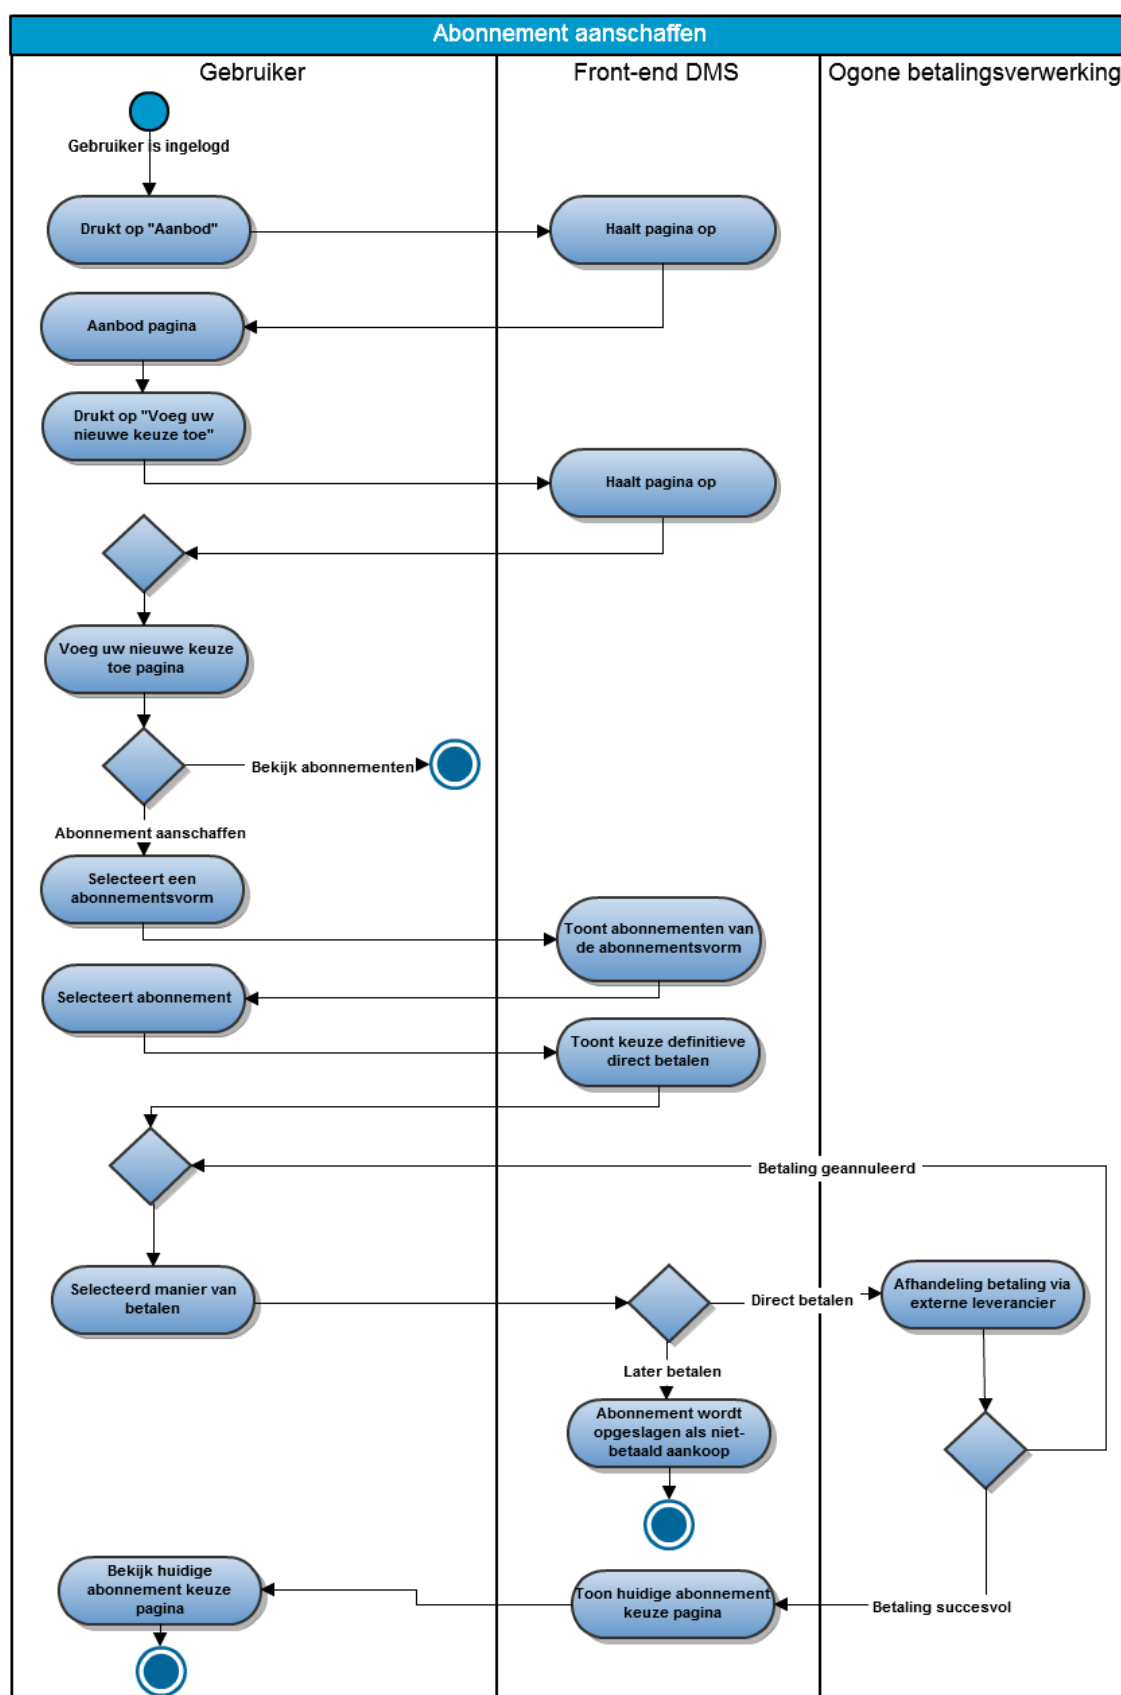 Abonnement aanschaffen
Gebruiker
Front-end DMS
Ogone betalingsverwerking
Gebruiker is ingelogd
Drukt op "Aanbod"
Haalt pagina op
Aanbod pagina
Drukt op "Voeg uw
nieuwe keuze toe"
Haalt pagina op
Voeg uw nieuwe keuze
toe pagina
Bekijk abonnementen
Abonnement aanschaffen
Selecteert een
abonnementsvorm
Toont abonnementen van
de abonnementsvorm
Selecteert abonnement
Toont keuze definitieve
direct betalen
Betaling geannuleerd
Selecteerd manier van
betalen
Direct betalen
Afhandeling betaling via
externe leverancier
Later betalen
Abonnement wordt
opgeslagen als niet-
betaald aankoop
Bekijk huidige
abonnement keuze
pagina
Toon huidige abonnement
keuze pagina
Betaling succesvol